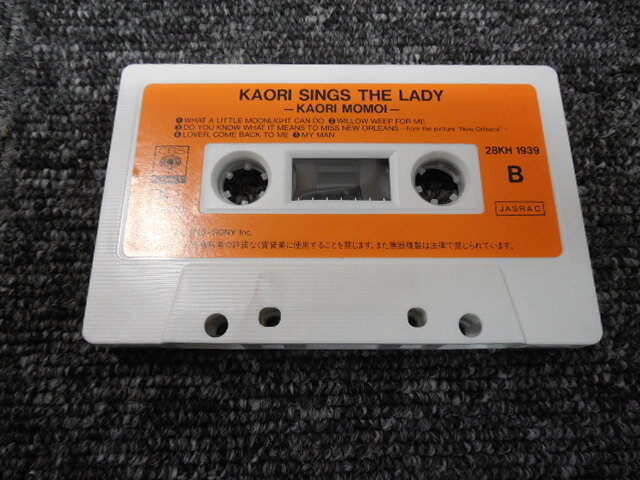 KAORI SINGS THE LADY
—KAORI MOMOI—
❶WHAT A LITTLE MOONLIGHT CAN DO ❷WILLOW WEEP FOR ME
❸DO YOU KNOW WHAT IT MEANS TO MISS NEW ORLEANS—from the picture "New Orleans"—
❹LOVER, COME BACK TO ME ❺MY MAN
CBS
28KH 1939
B
JASRAC
SONY Inc.
の許諾なく賃貸業に使用することを禁じます。また無断複製は法律で禁じられています。